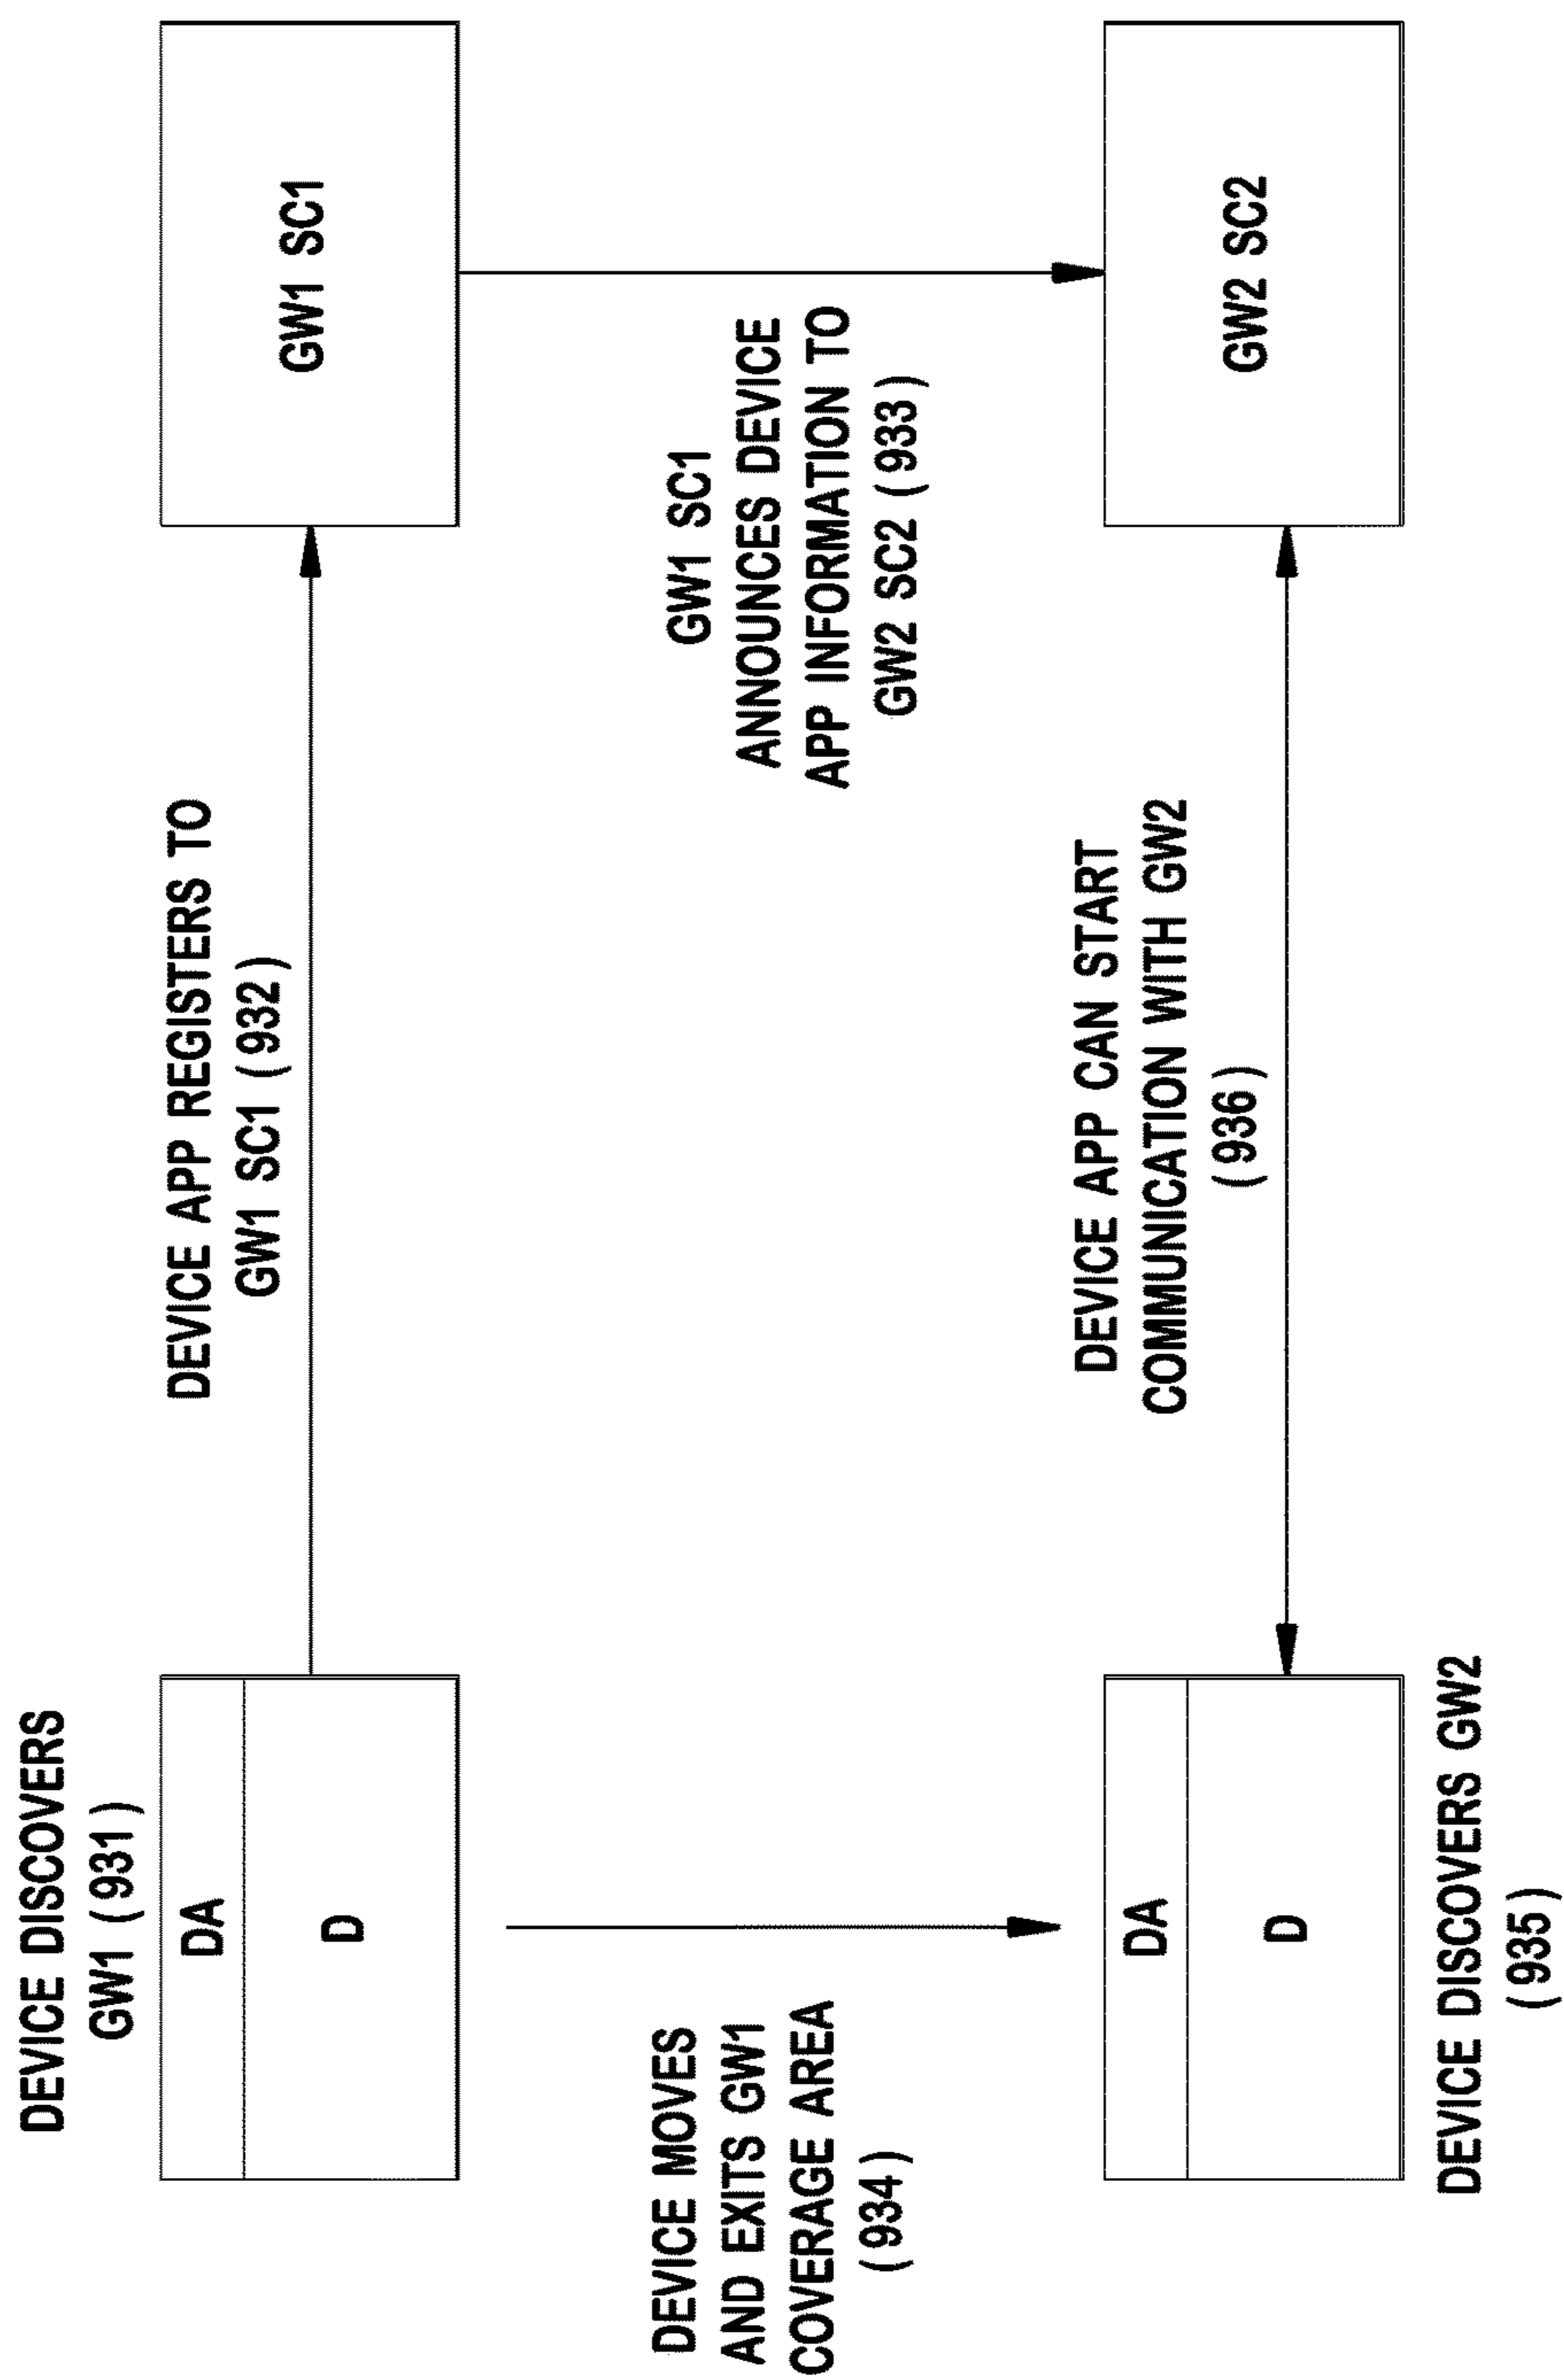 DEVICE DISCOVERS
GW1 (931)
DA
D
DEVICE APP REGISTERS TO
GW1 SC1 (932)
GW1 SC1
DEVICE MOVES
AND EXITS GW1
COVERAGE AREA
(934)
GW1 SC1
ANNOUNCES DEVICE
APP INFORMATION TO
GW2 SC2 (933)
DA
D
DEVICE APP CAN START
COMMUNICATION WITH GW2
(936)
GW2 SC2
DEVICE DISCOVERS GW2
(935)